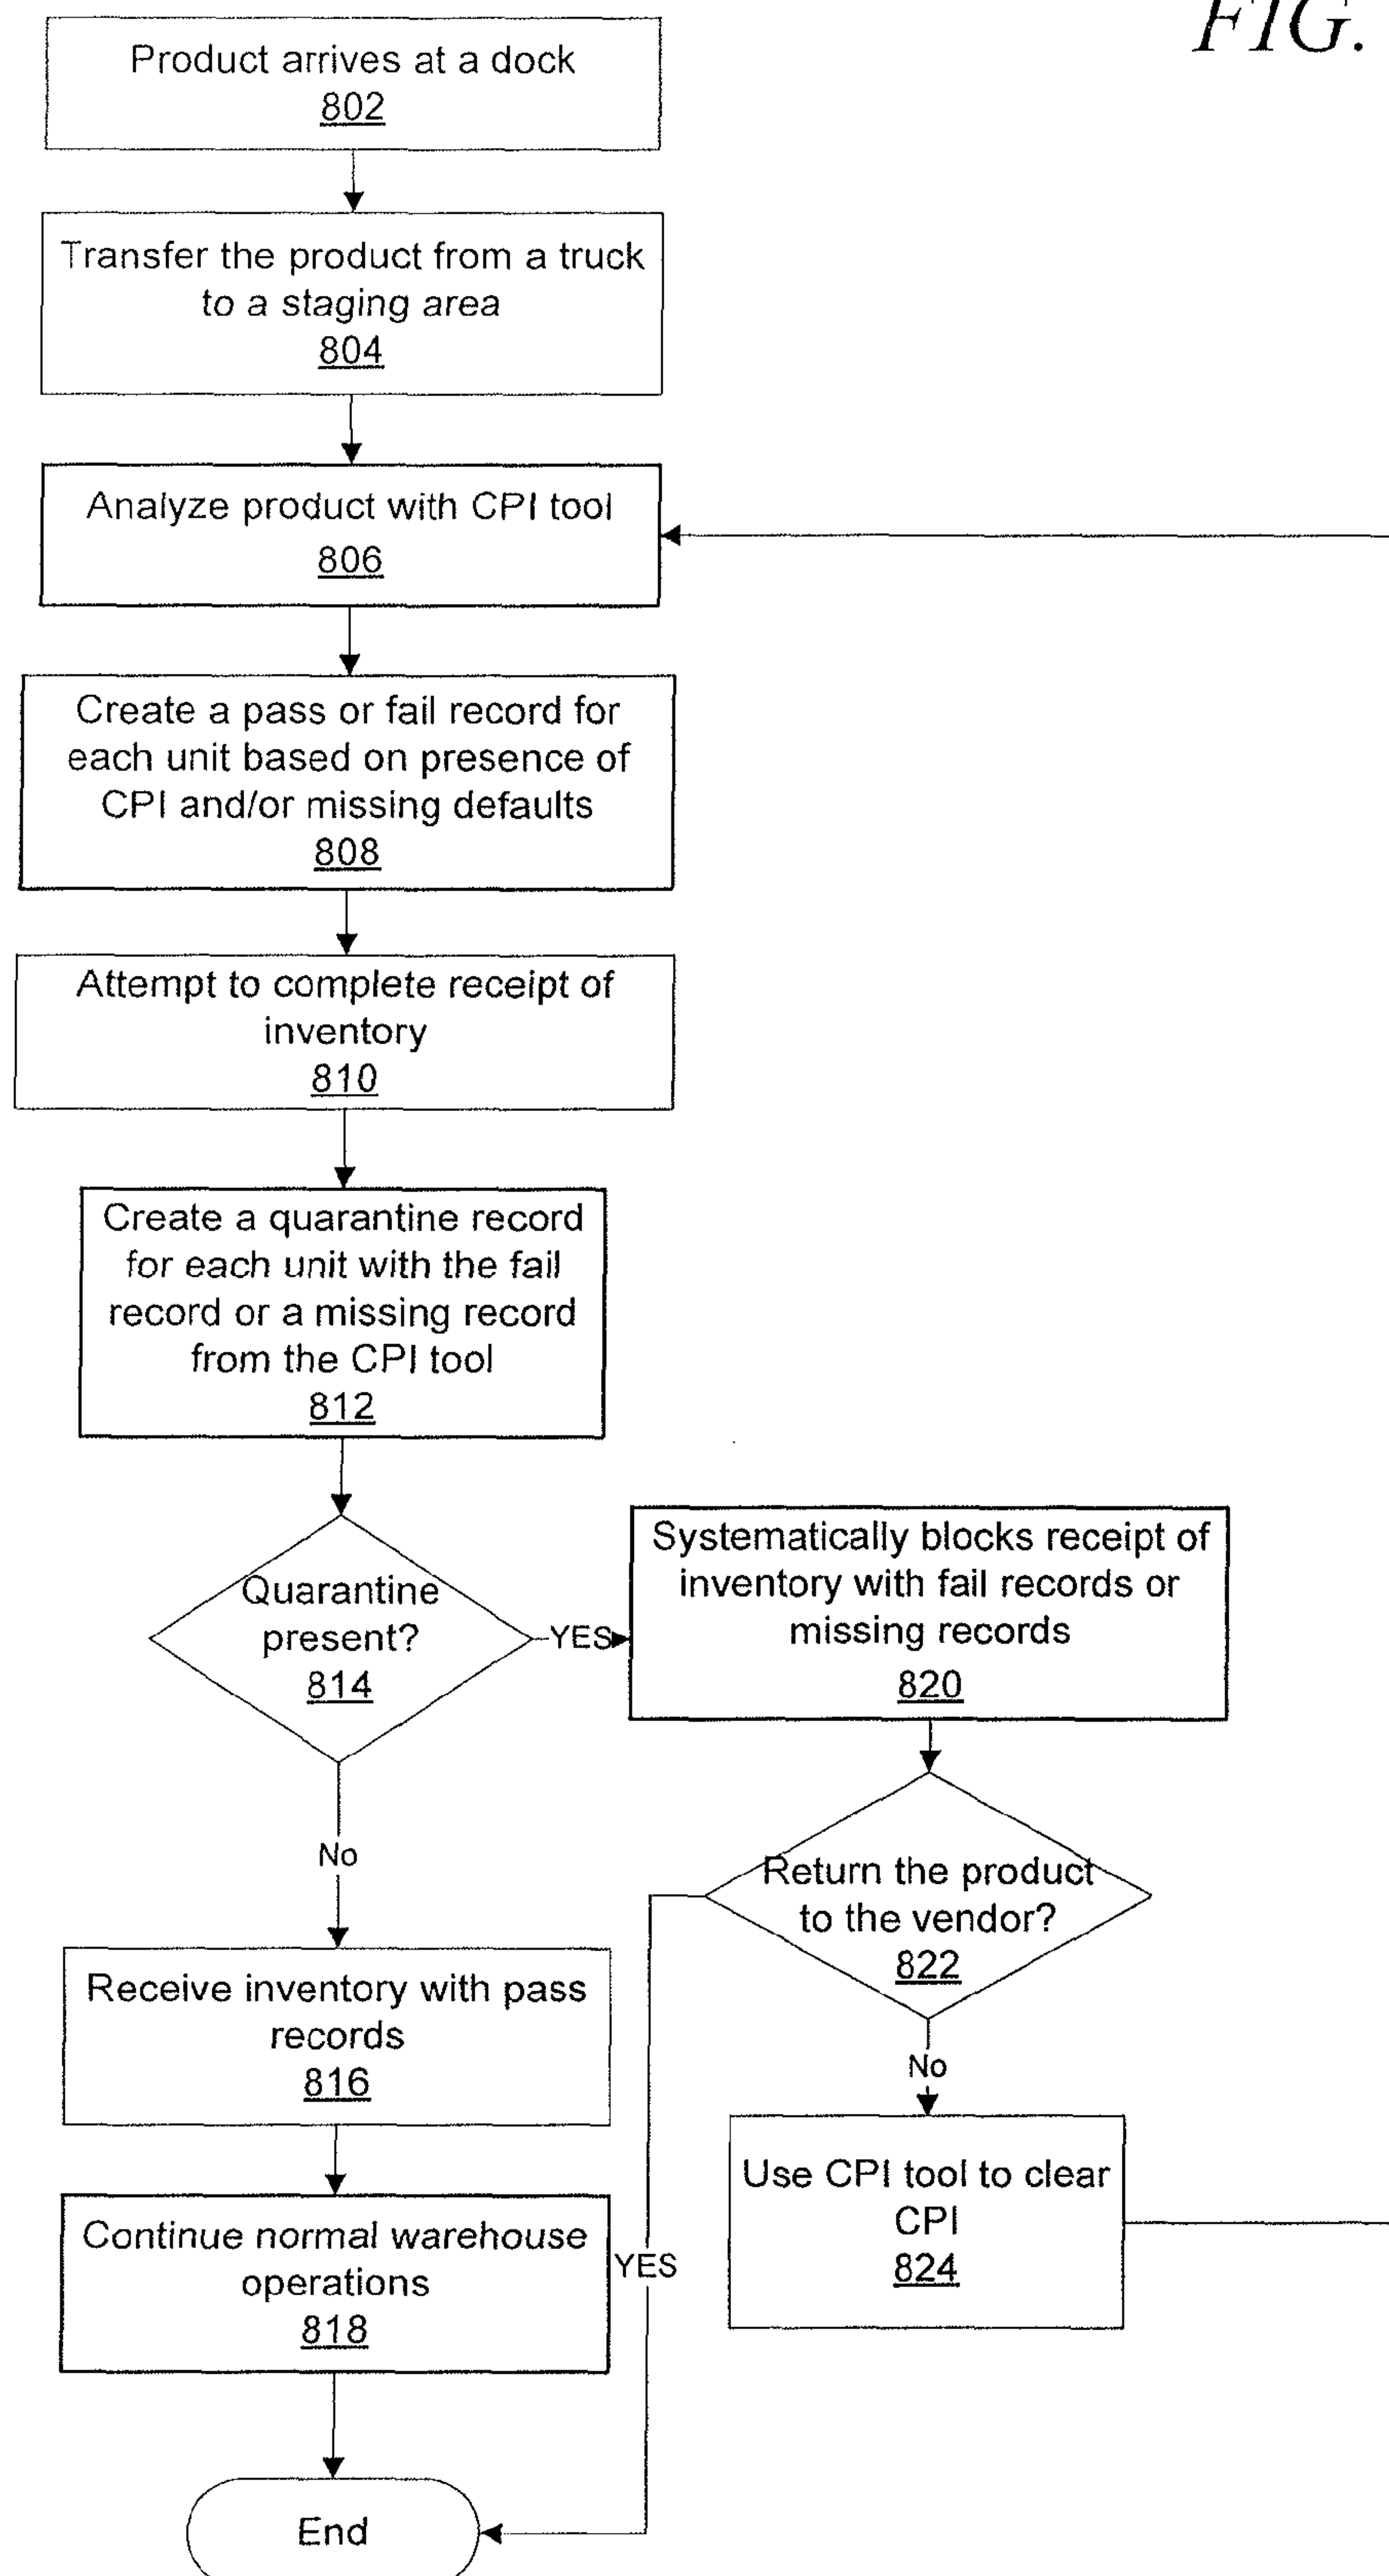 FIG.
Product arrives at a dock
802
Transfer the product from a truck
to a staging area
804
Analyze product with CPI tool
806
Create a pass or fail record for
each unit based on presence of
CPI and/or missing defaults
808
Attempt to complete receipt of
inventory
810
Create a quarantine record
for each unit with the fail
record or a missing record
from the CPI tool
812
Quarantine
present?
814
YES
Systematically blocks receipt of
inventory with fail records or
missing records
820
No
Return the product
to the vendor?
822
Receive inventory with pass
records
816
No
Use CPI tool to clear
CPI
824
Continue normal warehouse
operations
818
YES
End